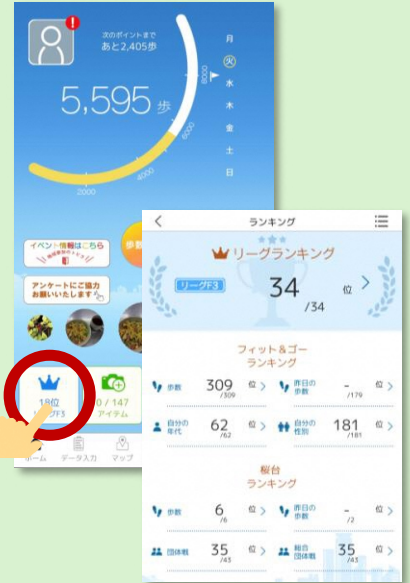 次のポイントまで
あと2,405歩
5,595 歩
2000
4000
6000
8000
月
火
水
木
金
土
日
イベント情報はこちら
アンケートにご協力
お願いいたします
歩数
18位
リーグF3
0 / 147
アイテム
ホーム
データ入力
マップ
ランキング
リーグランキング
リーグF3
34 位
/34
フィット&ゴー
ランキング
歩数 309 位
/309
昨日の
歩数 - 位
/179
自分の
年代 62 位
/62
自分の
性別 181 位
/181
桜台
ランキング
歩数 6 位
/6
昨日の
歩数 - 位
/2
団体戦 35 位
/43
総合
団体戦 35 位
/43